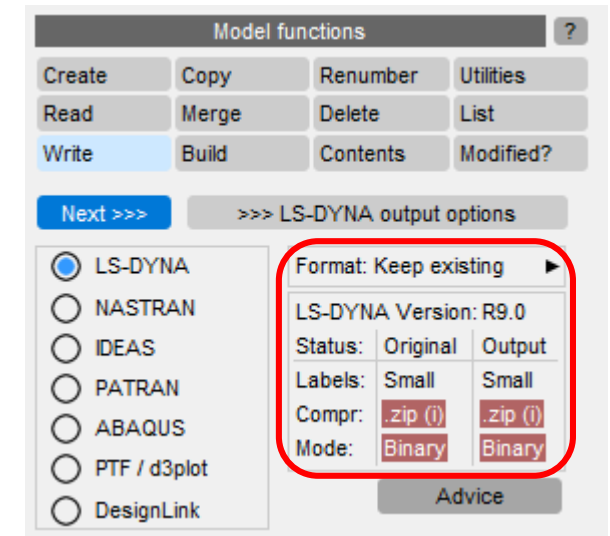 Model functions ?
Create Copy Renumber Utilities
Read Merge Delete List
Write Build Contents Modified?
Next >>> >>> LS-DYNA output options
LS-DYNA
NASTRAN
IDEAS
PATRAN
ABAQUS
PTF / d3plot
DesignLink
Format: Keep existing
LS-DYNA Version: R9.0
Status: Original Output
Labels: Small Small
Compr: .zip (i) .zip (i)
Mode: Binary Binary
Advice